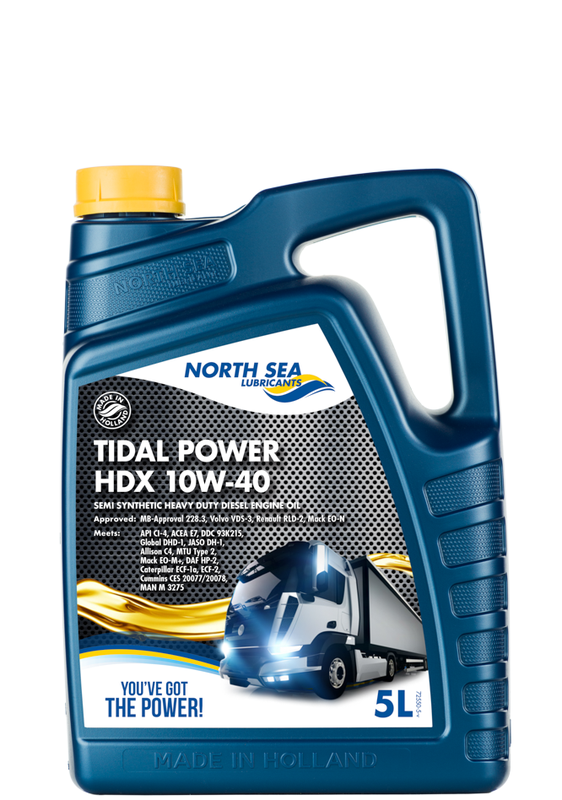 NORTH SEA
NORTH SEA
LUBRICANTS
MADE IN
HOLLAND
TIDAL POWER
HDX 10W-40
SEMI SYNTHETIC HEAVY DUTY DIESEL ENGINE OIL
Approved: MB-Approval 228.3, Volvo VDS-3, Renault RLD-2, Mack EO-N
Meets: API CI-4, ACEA E7, DDC 93K215,
Global DHD-1, JASO DH-1,
Allison C4, MTU Type 2,
Mack EO-M+, DAF HP-2,
Caterpillar ECF-1a, ECF-2,
Cummins CES 20077/20078,
MAN M 3275
YOU'VE GOT
THE POWER!
5L
MADE IN HOLLAND